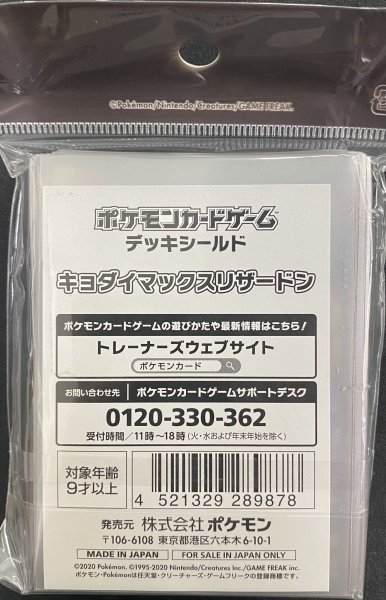 ©Pokémon/Nintendo/Creatures/GAME FREAK.
ポケモンカードゲーム
デッキシールド
キョダイマックスリザードン
ポケモンカードゲームの遊びかたや最新情報はこちら!
トレーナーズウェブサイト
ポケモンカード
お問い合わせ先 ポケモンカードゲームサポートデスク
0120-330-362
受付時間/11時~18時(火・水および年末年始を除く)
対象年齢
9才以上
4 521329 289878
発売元 株式会社ポケモン
〒106-6108 東京都港区六本木6-10-1
MADE IN JAPAN FOR SALE IN JAPAN ONLY
©2020 Pokémon. ©1995-2020 Nintendo/Creatures Inc./GAME FREAK inc.
ポケモン・Pokémonは任天堂・クリーチャーズ・ゲームフリークの登録商標です。